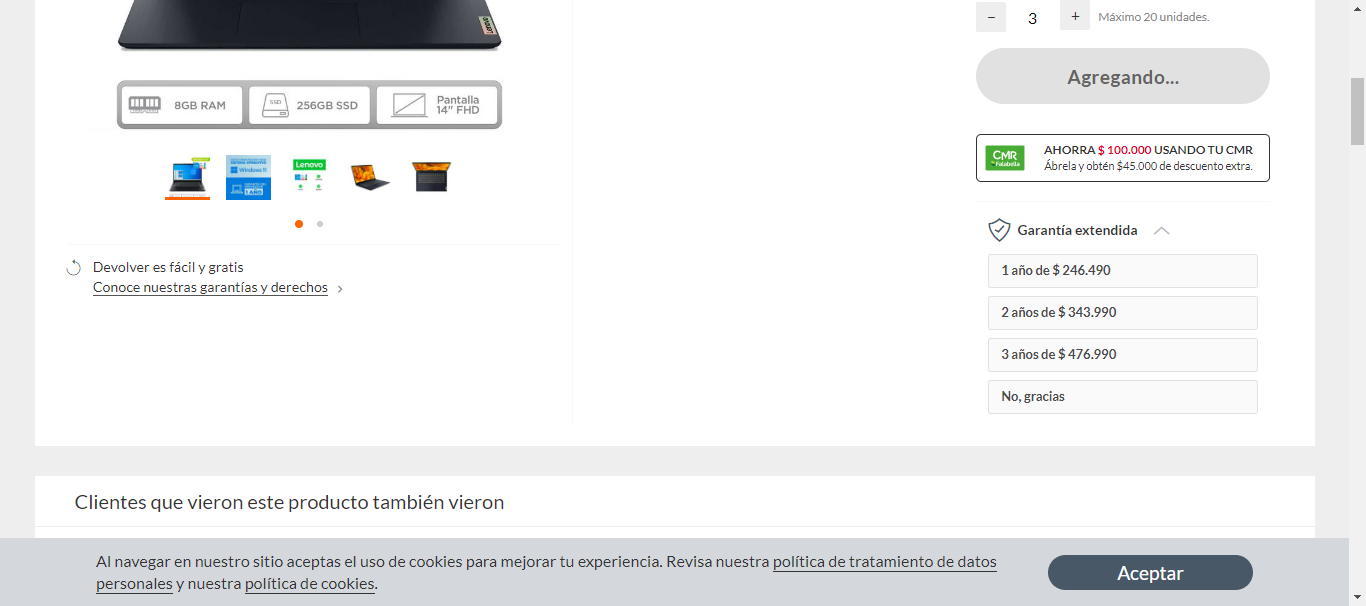 − 3 + Máximo 20 unidades.
Agregando...
8GB RAM
SSD
256GB SSD
Pantalla
14" FHD
CMR
Falabella
AHORRA $ 100.000 USANDO TU CMR
Ábrela y obtén $45.000 de descuento extra.
Lenovo
Windows 11
Garantía extendida
1 año de $ 246.490
2 años de $ 343.990
3 años de $ 476.990
No, gracias
Devolver es fácil y gratis
Conoce nuestras garantías y derechos
Clientes que vieron este producto también vieron
Al navegar en nuestro sitio aceptas el uso de cookies para mejorar tu experiencia. Revisa nuestra política de tratamiento de datos
personales y nuestra política de cookies.
Aceptar